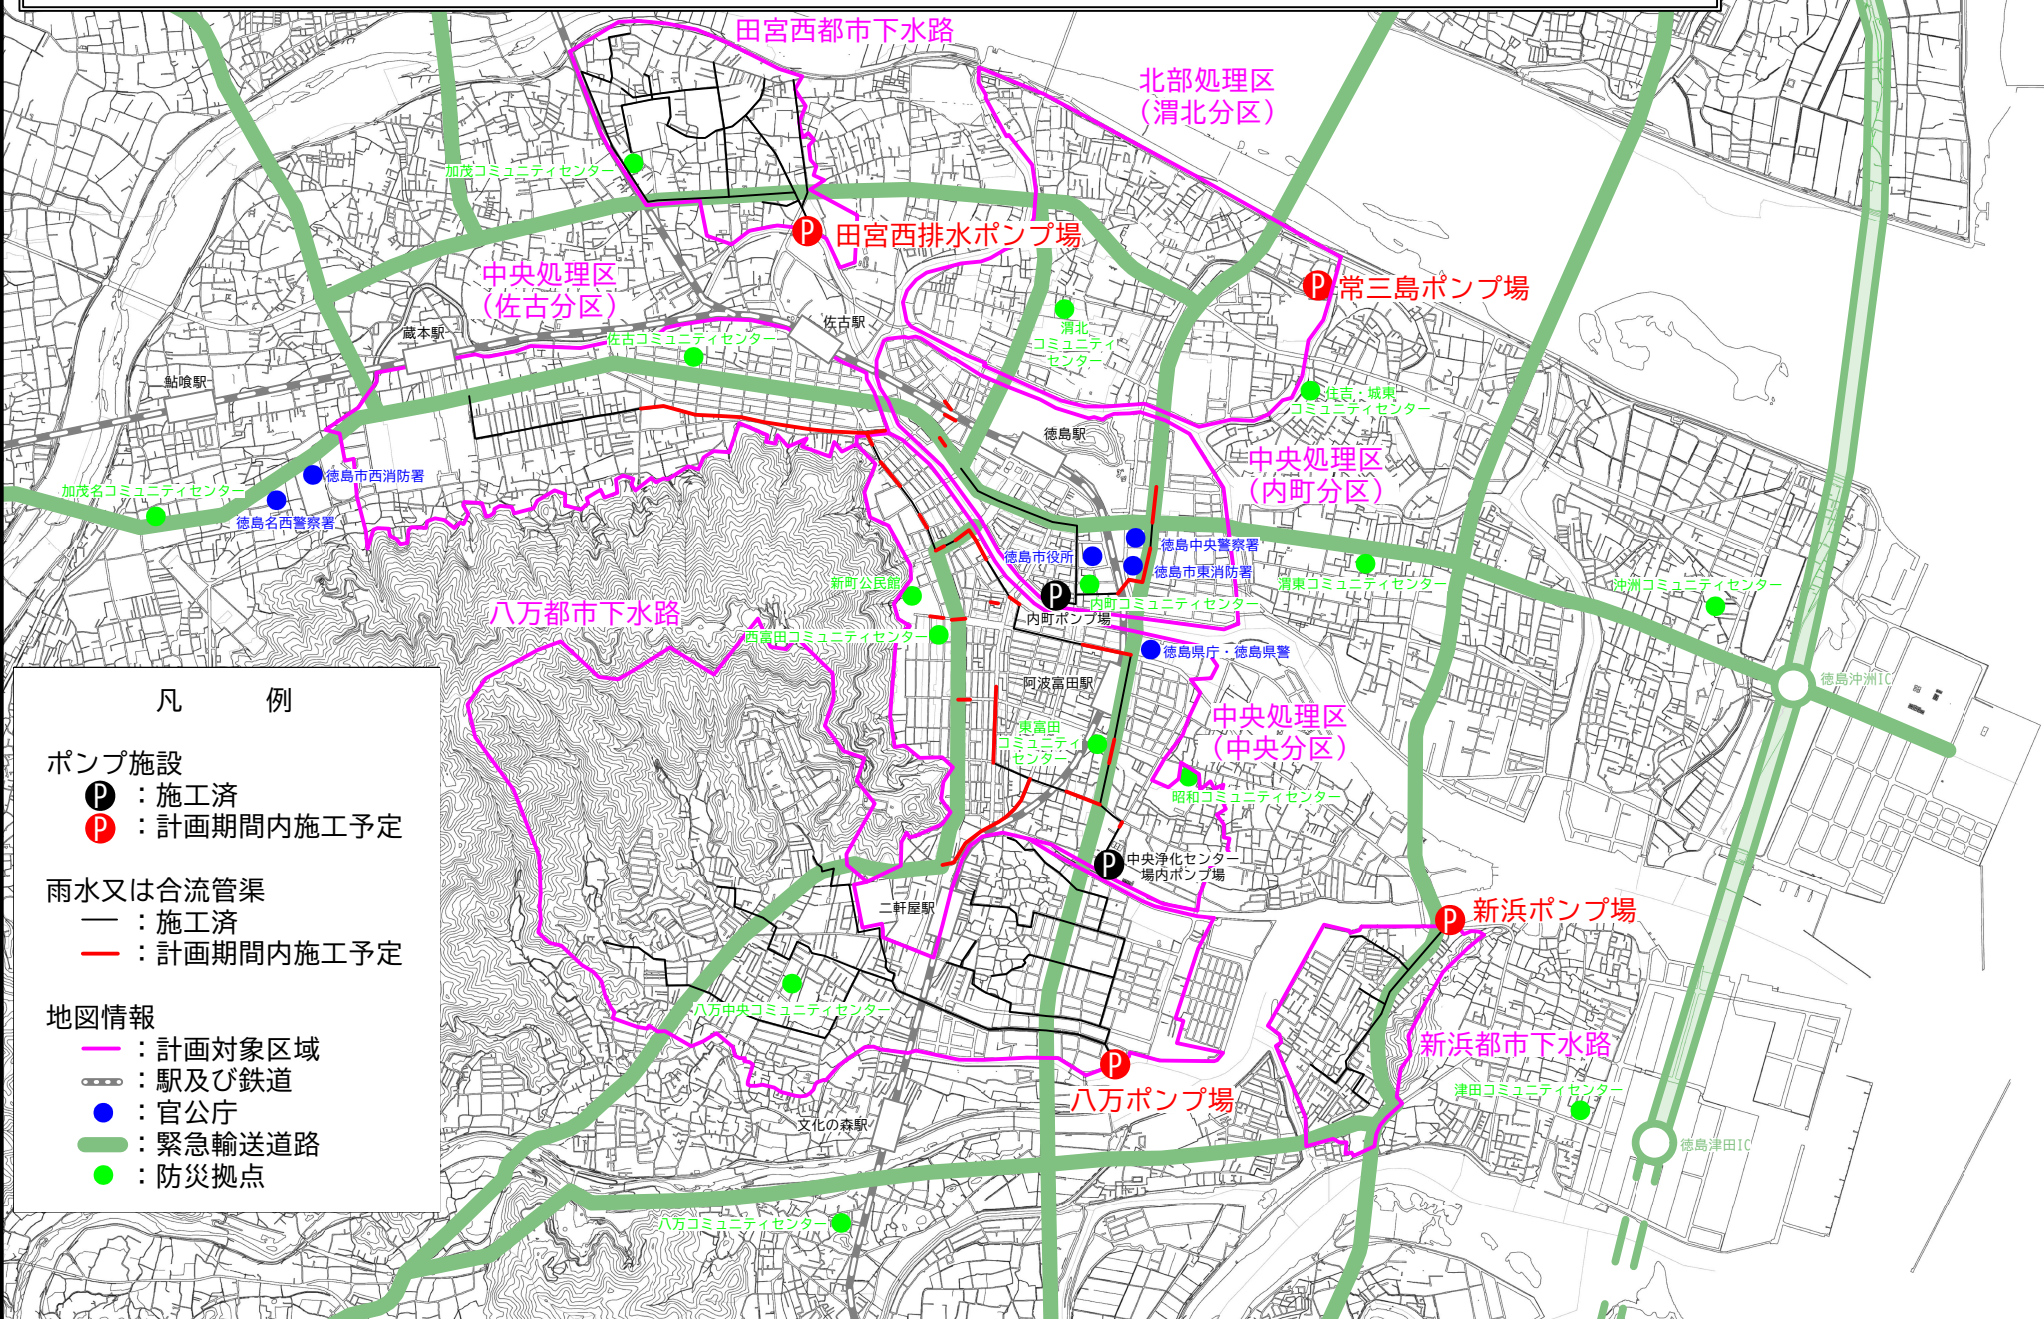 田宮西都市下水路
北部処理区
（渭北分区）
加茂コミュニティセンター
P
田宮西排水ポンプ場
中央処理区
（佐古分区）
P
常三島ポンプ場
蔵本駅
佐古駅
佐古コミュニティセンター
渭北
コミュニティ
センター
鮎喰駅
住吉・城東
コミュニティセンター
徳島駅
中央処理区
（内町分区）
徳島市西消防署
加茂名コミュニティセンター
徳島名西警察署
徳島中央警察署
徳島市役所
徳島市東消防署
新町公民館
P
内町コミュニティセンター
内町ポンプ場
渭東コミュニティセンター
沖洲コミュニティセンター
八万都市下水路
西富田コミュニティセンター
徳島県庁・徳島県警
阿波富田駅
徳島沖洲IC
東富田
コミュニティ
センター
中央処理区
（中央分区）
昭和コミュニティセンター
P
中央浄化センター
場内ポンプ場
二軒屋駅
P
新浜ポンプ場
八万中央コミュニティセンター
新浜都市下水路
P
八万ポンプ場
津田コミュニティセンター
文化の森駅
徳島津田IC
八万コミュニティセンター
凡　例
ポンプ施設
P：施工済
P：計画期間内施工予定
雨水又は合流管渠
：施工済
：計画期間内施工予定
地図情報
：計画対象区域
：駅及び鉄道
：官公庁
：緊急輸送道路
：防災拠点